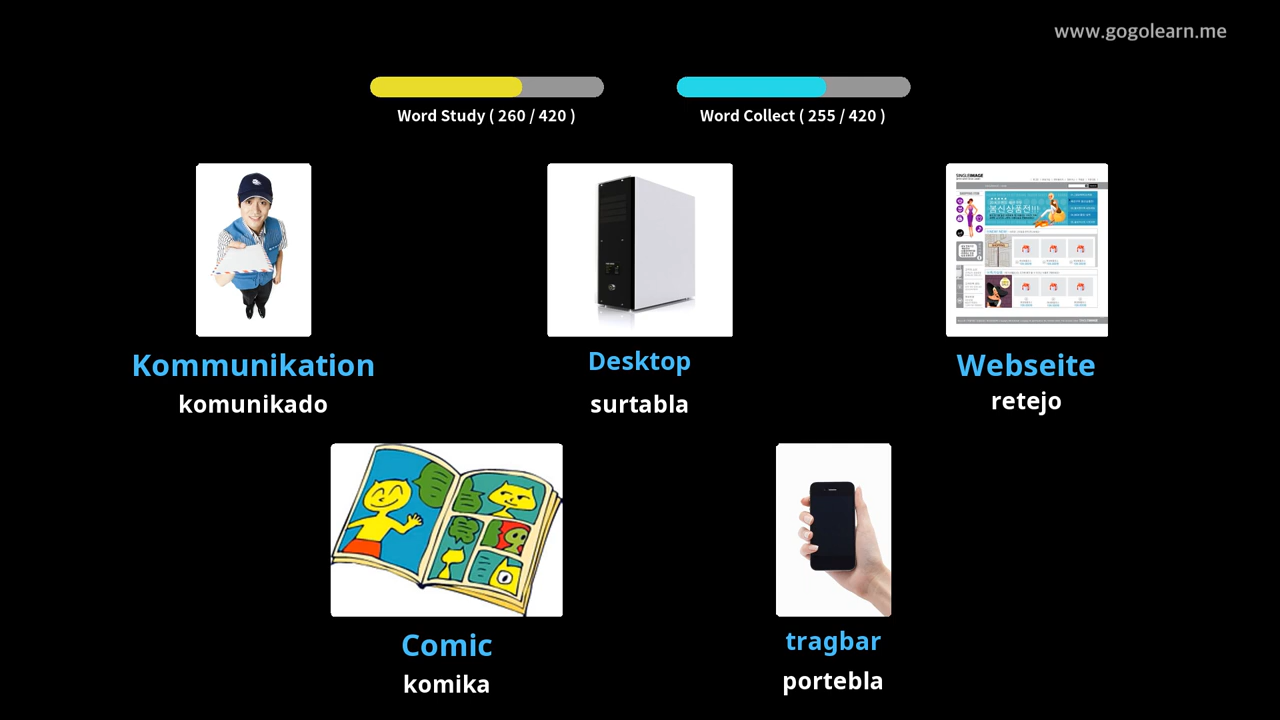 www.gogolearn.me
Word Study ( 260 / 420 )
Word Collect ( 255 / 420 )
Kommunikation
komunikado
Desktop
surtabla
Webseite
retejo
Comic
komika
tragbar
portebla